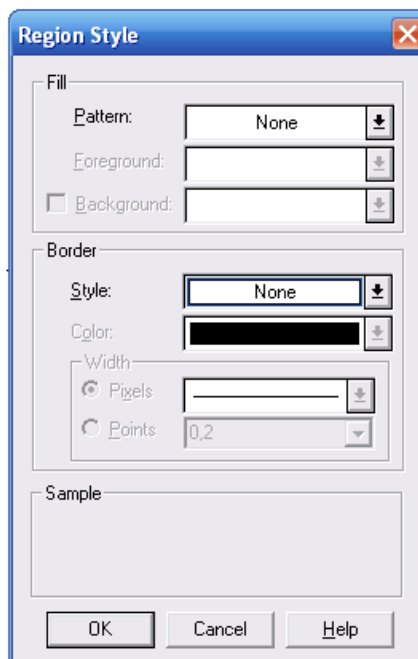 Region Style
Fill
Pattern: None
Foreground:
Background:
Border
Style: None
Color:
Width
Pixels
Points 0,2
Sample
OK Cancel Help